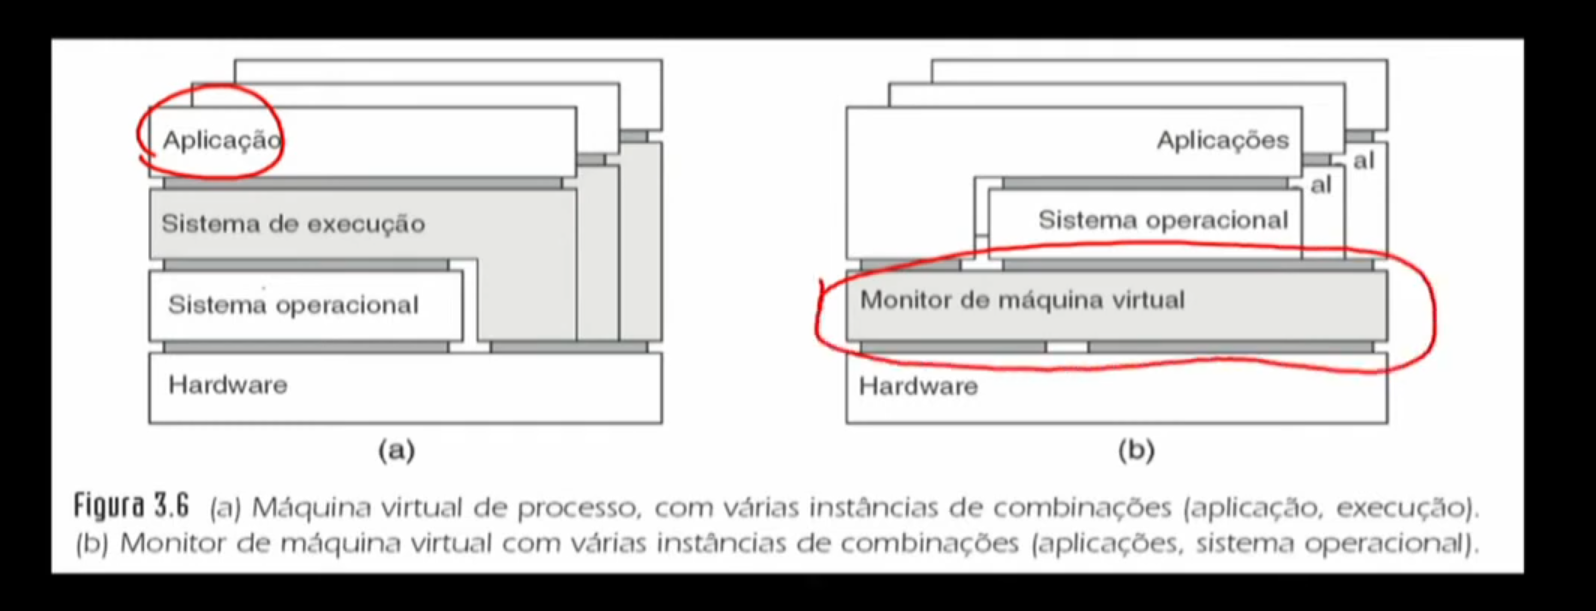 Aplicação
Sistema de execução
Sistema operacional
Hardware
(a)
Aplicações
al
al
Sistema operacional
Monitor de máquina virtual
Hardware
(b)
Figura 3.6 (a) Máquina virtual de processo, com várias instâncias de combinações (aplicação, execução).
(b) Monitor de máquina virtual com várias instâncias de combinações (aplicações, sistema operacional).